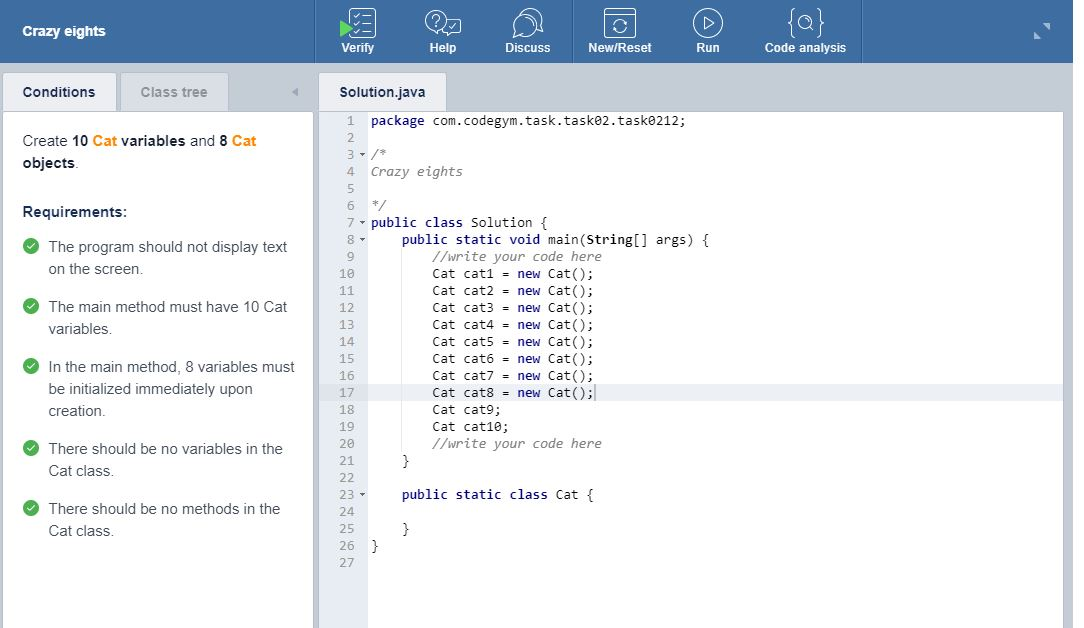 Crazy eights
Verify
Help
Discuss
New/Reset
Run
Code analysis
Conditions
Class tree
Solution.java
Create 10 Cat variables and 8 Cat
objects.
Requirements:
The program should not display text
on the screen.
The main method must have 10 Cat
variables.
In the main method, 8 variables must
be initialized immediately upon
creation.
There should be no variables in the
Cat class.
There should be no methods in the
Cat class.
1 package com.codegym.task.task02.task0212;
2
3 /*
4 Crazy eights
5
6 */
7 public class Solution {
8     public static void main(String[] args) {
9         //write your code here
10         Cat cat1 = new Cat();
11         Cat cat2 = new Cat();
12         Cat cat3 = new Cat();
13         Cat cat4 = new Cat();
14         Cat cat5 = new Cat();
15         Cat cat6 = new Cat();
16         Cat cat7 = new Cat();
17         Cat cat8 = new Cat();
18         Cat cat9;
19         Cat cat10;
20         //write your code here
21     }
22
23     public static class Cat {
24
25     }
26 }
27